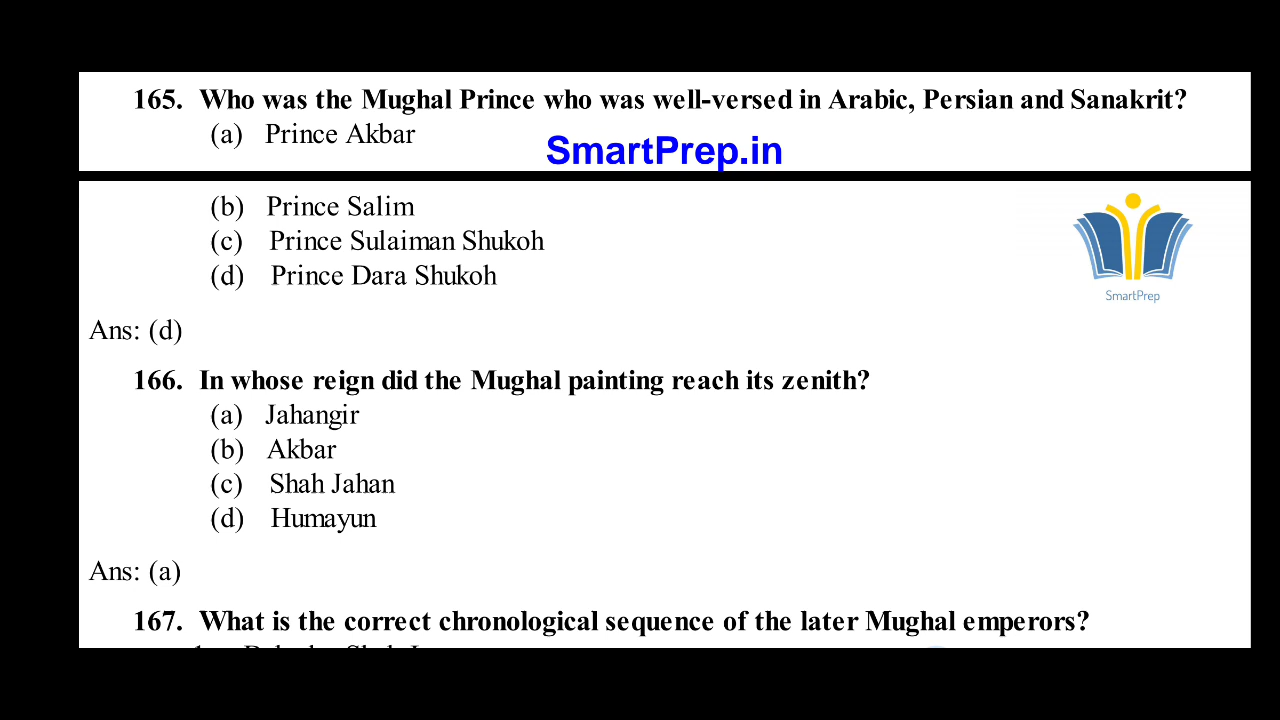 165. Who was the Mughal Prince who was well-versed in Arabic, Persian and Sanakrit?
(a) Prince Akbar
SmartPrep.in
(b) Prince Salim
(c) Prince Sulaiman Shukoh
(d) Prince Dara Shukoh
SmartPrep
Ans: (d)
166. In whose reign did the Mughal painting reach its zenith?
(a) Jahangir
(b) Akbar
(c) Shah Jahan
(d) Humayun
Ans: (a)
167. What is the correct chronological sequence of the later Mughal emperors?